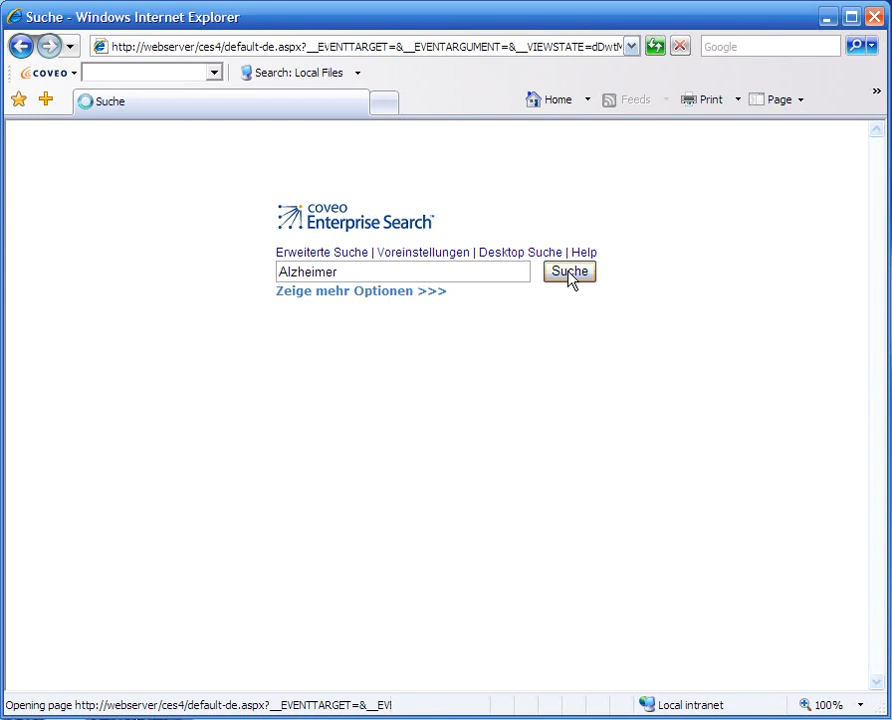 Suche - Windows Internet Explorer
http://webserver/ces4/default-de.aspx?__EVENTTARGET=&__EVENTARGUMENT=&__VIEWSTATE=dDwtM
Google
coveo
Search: Local Files
Suche
Home
Feeds
Print
Page
»
coveo
Enterprise Search™
Erweiterte Suche | Voreinstellungen | Desktop Suche | Help
Alzheimer Suche
Zeige mehr Optionen >>>
Opening page http://webserver/ces4/default-de.aspx?__EVENTTARGET=&__EVI
Local intranet
100%